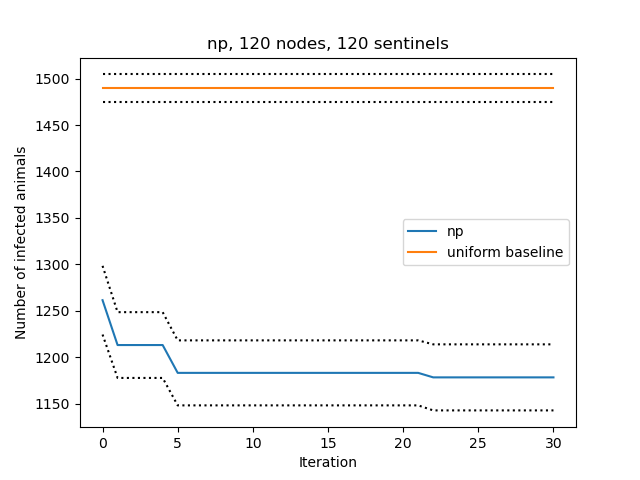 np, 120 nodes, 120 sentinels
Number of infected animals
1500
1450
1400
1350
1300
1250
1200
1150
np
uniform baseline
0 5 10 15 20 25 30
Iteration